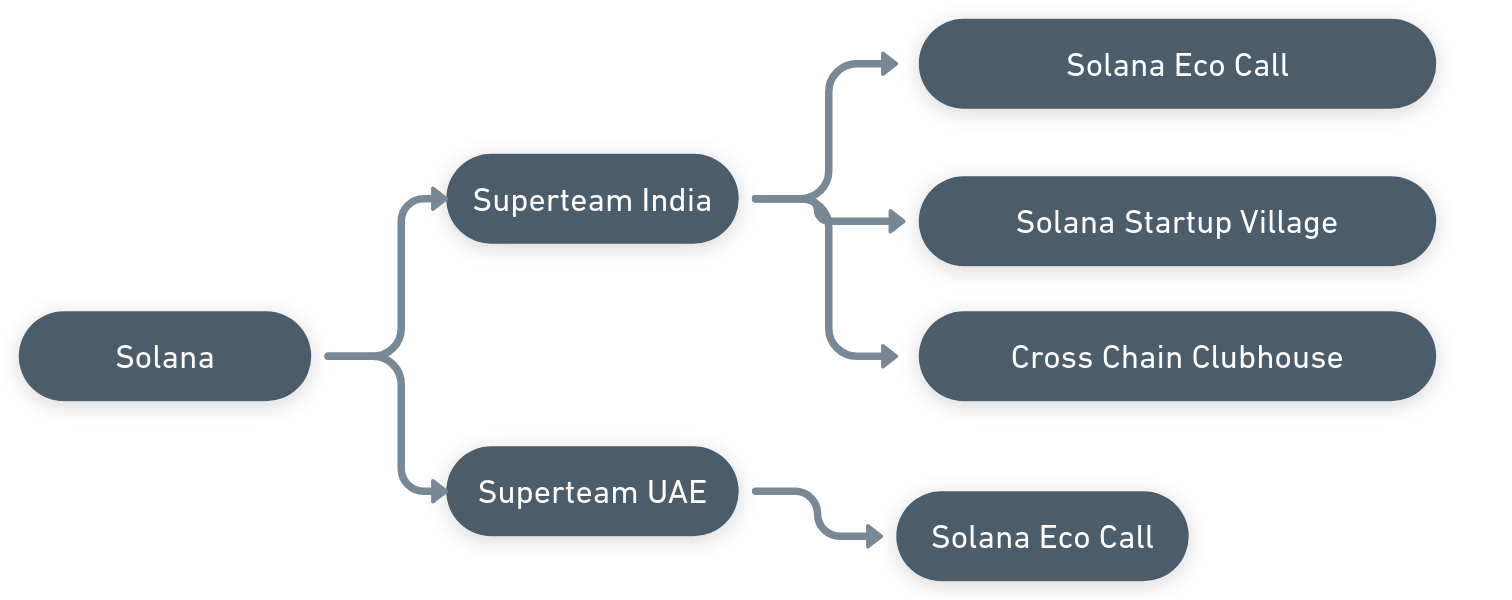 Solana
Superteam India
Solana Eco Call
Solana Startup Village
Cross Chain Clubhouse
Superteam UAE
Solana Eco Call